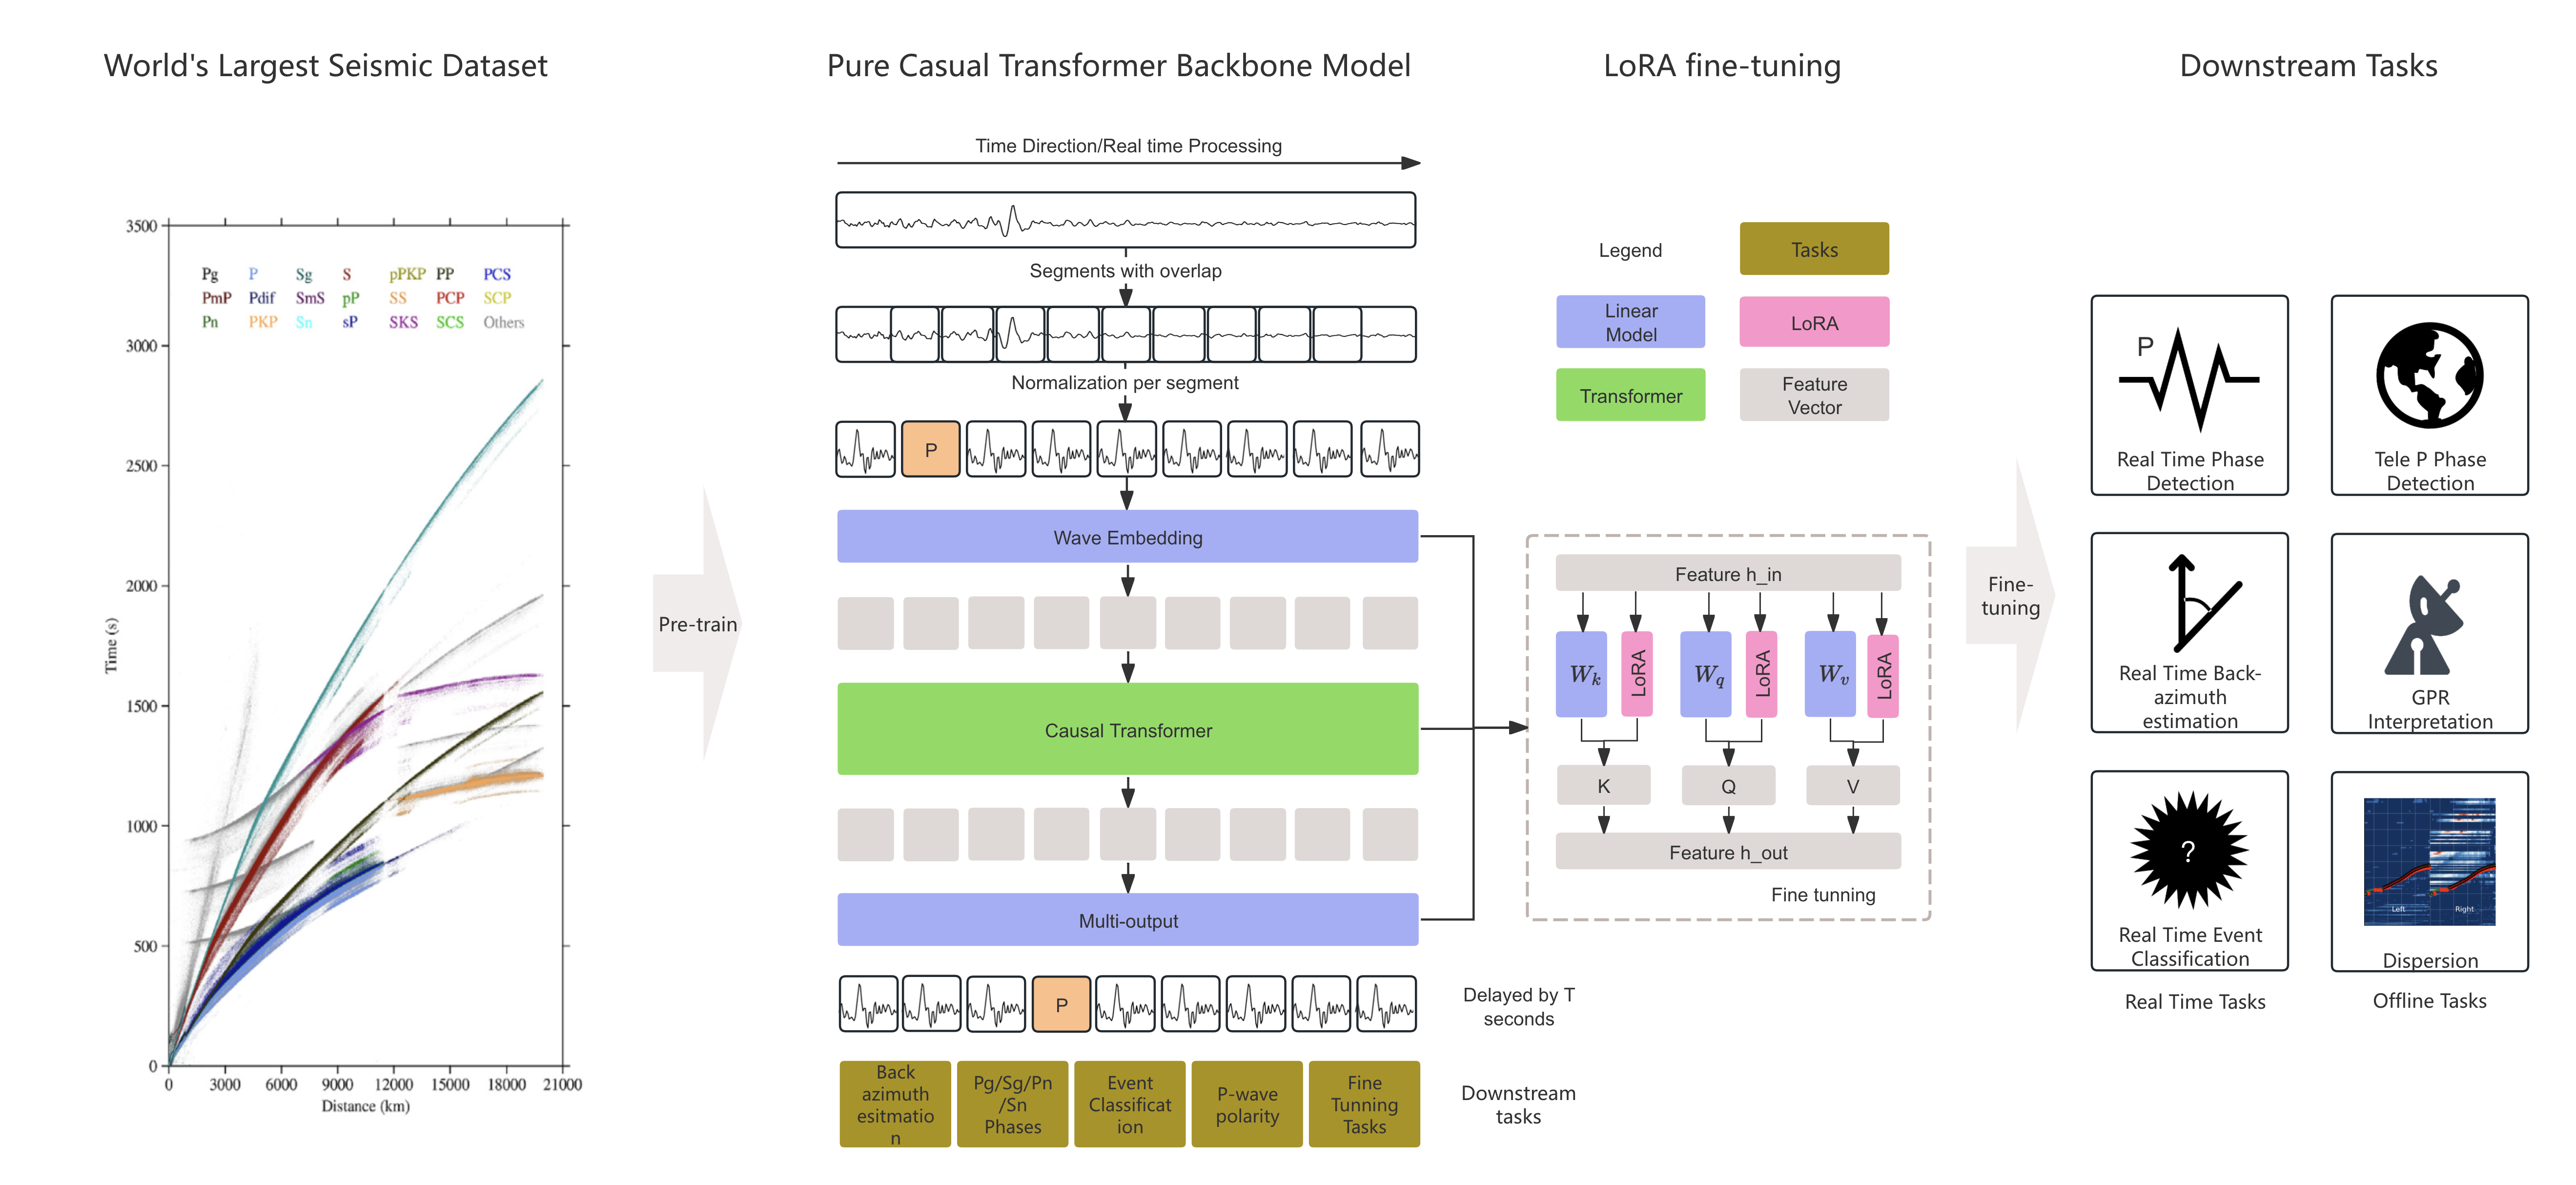 World's Largest Seismic Dataset
Pure Casual Transformer Backbone Model
LoRA fine-tuning
Downstream Tasks
3500
3000
2500
2000
1500
1000
500
0
Time (s)
Pg P Sg S pPKP PP PCS
PmP Pdif SmS pP SS PCP SCP
Pn PKP Sn sP SKS SCS Others
0 3000 6000 9000 12000 15000 18000 21000
Distance (km)
Pre-train
Time Direction/Real time Processing
Segments with overlap
Normalization per segment
P
Wave Embedding
Causal Transformer
Multi-output
P
Delayed by T
seconds
Back
azimuth
esitmatio
n
Pg/Sg/Pn
/Sn
Phases
Event
Classificat
ion
P-wave
polarity
Fine
Tunning
Tasks
Downstream
tasks
Legend
Tasks
Linear
Model
LoRA
Transformer
Feature
Vector
Feature h_in
W_k
LoRA
W_q
LoRA
W_v
LoRA
K
Q
V
Feature h_out
Fine tunning
Fine-
tuning
P
Real Time Phase
Detection
Tele P Phase
Detection
Real Time Back-
azimuth
estimation
GPR
Interpretation
?
Real Time Event
Classification
Left
Right
Dispersion
Real Time Tasks
Offline Tasks